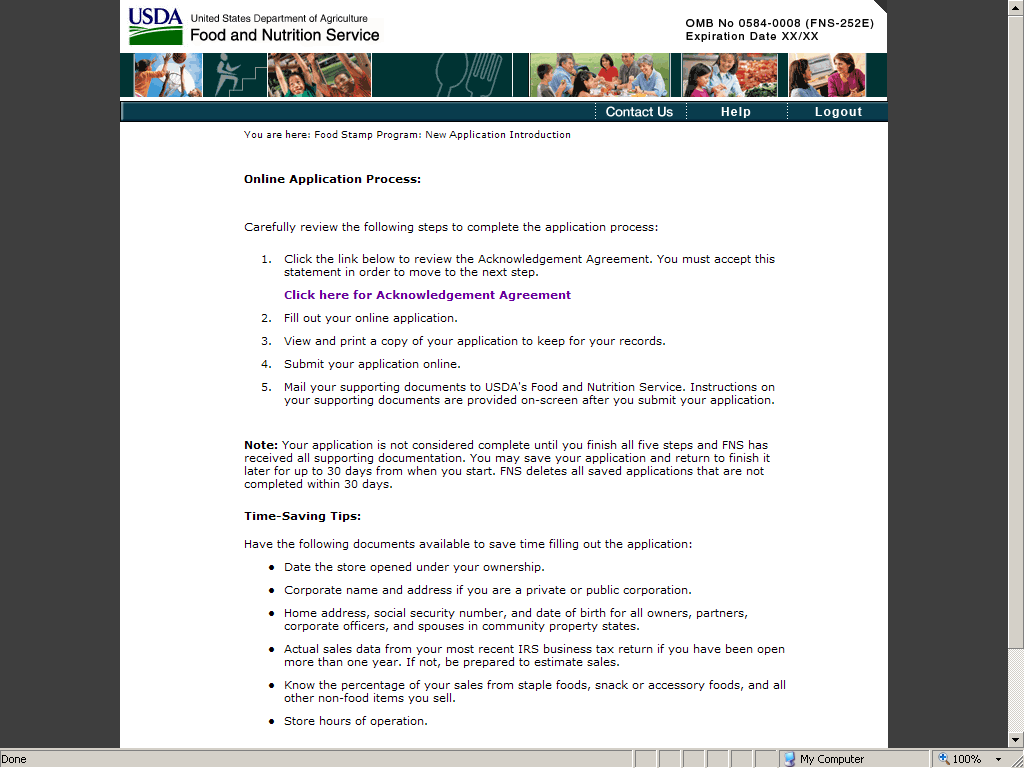 USDA
United States Department of Agriculture
Food and Nutrition Service
OMB No 0584-0008 (FNS-252E)
Expiration Date XX/XX
Contact Us Help Logout
You are here: Food Stamp Program: New Application Introduction
Online Application Process:
Carefully review the following steps to complete the application process:
1. Click the link below to review the Acknowledgement Agreement. You must accept this
statement in order to move to the next step.
Click here for Acknowledgement Agreement
2. Fill out your online application.
3. View and print a copy of your application to keep for your records.
4. Submit your application online.
5. Mail your supporting documents to USDA's Food and Nutrition Service. Instructions on
your supporting documents are provided on-screen after you submit your application.
Note: Your application is not considered complete until you finish all five steps and FNS has
received all supporting documentation. You may save your application and return to finish it
later for up to 30 days from when you start. FNS deletes all saved applications that are not
completed within 30 days.
Time-Saving Tips:
Have the following documents available to save time filling out the application:
• Date the store opened under your ownership.
• Corporate name and address if you are a private or public corporation.
• Home address, social security number, and date of birth for all owners, partners,
corporate officers, and spouses in community property states.
• Actual sales data from your most recent IRS business tax return if you have been open
more than one year. If not, be prepared to estimate sales.
• Know the percentage of your sales from staple foods, snack or accessory foods, and all
other non-food items you sell.
• Store hours of operation.
Done My Computer 100%